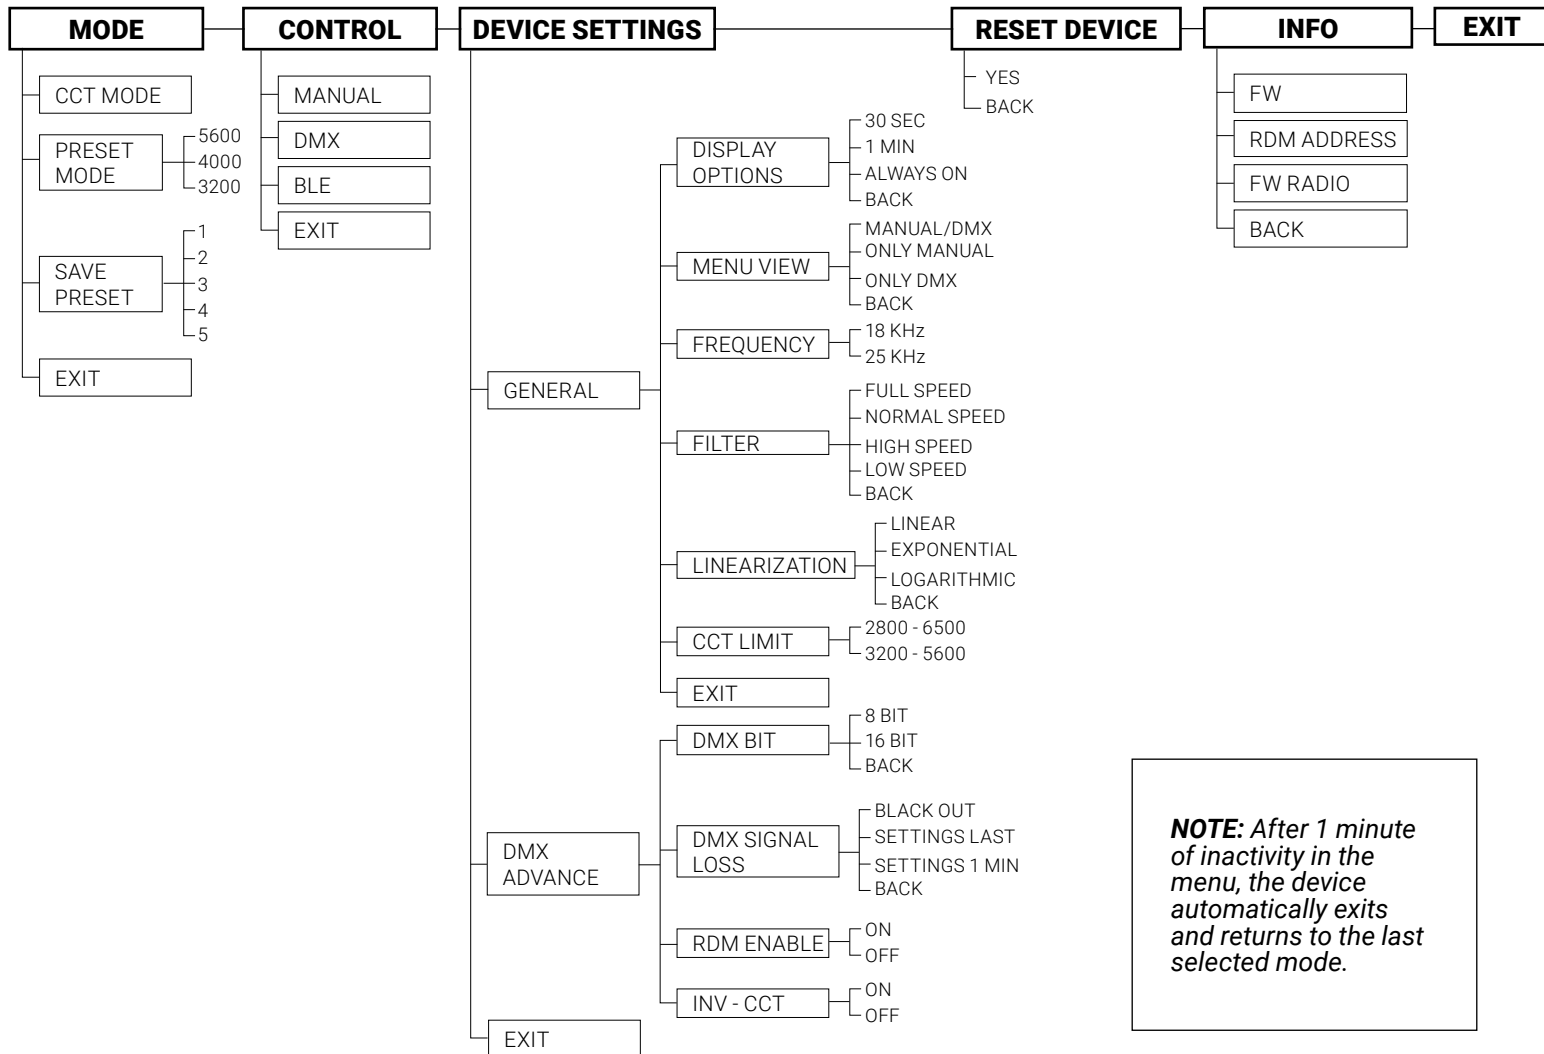 MODE
CONTROL
DEVICE SETTINGS
RESET DEVICE
INFO
EXIT
CCT MODE
PRESET
MODE
5600
4000
3200
SAVE
PRESET
1
2
3
4
5
EXIT
MANUAL
DMX
BLE
EXIT
GENERAL
DISPLAY
OPTIONS
30 SEC
1 MIN
ALWAYS ON
BACK
MENU VIEW
MANUAL/DMX
ONLY MANUAL
ONLY DMX
BACK
FREQUENCY
18 KHz
25 KHz
FILTER
FULL SPEED
NORMAL SPEED
HIGH SPEED
LOW SPEED
BACK
LINEARIZATION
LINEAR
EXPONENTIAL
LOGARITHMIC
BACK
CCT LIMIT
2800 - 6500
3200 - 5600
EXIT
DMX
ADVANCE
DMX BIT
8 BIT
16 BIT
BACK
DMX SIGNAL
LOSS
BLACK OUT
SETTINGS LAST
SETTINGS 1 MIN
BACK
RDM ENABLE
ON
OFF
INV - CCT
ON
OFF
EXIT
YES
BACK
FW
RDM ADDRESS
FW RADIO
BACK
NOTE: After 1 minute
of inactivity in the
menu, the device
automatically exits
and returns to the last
selected mode.